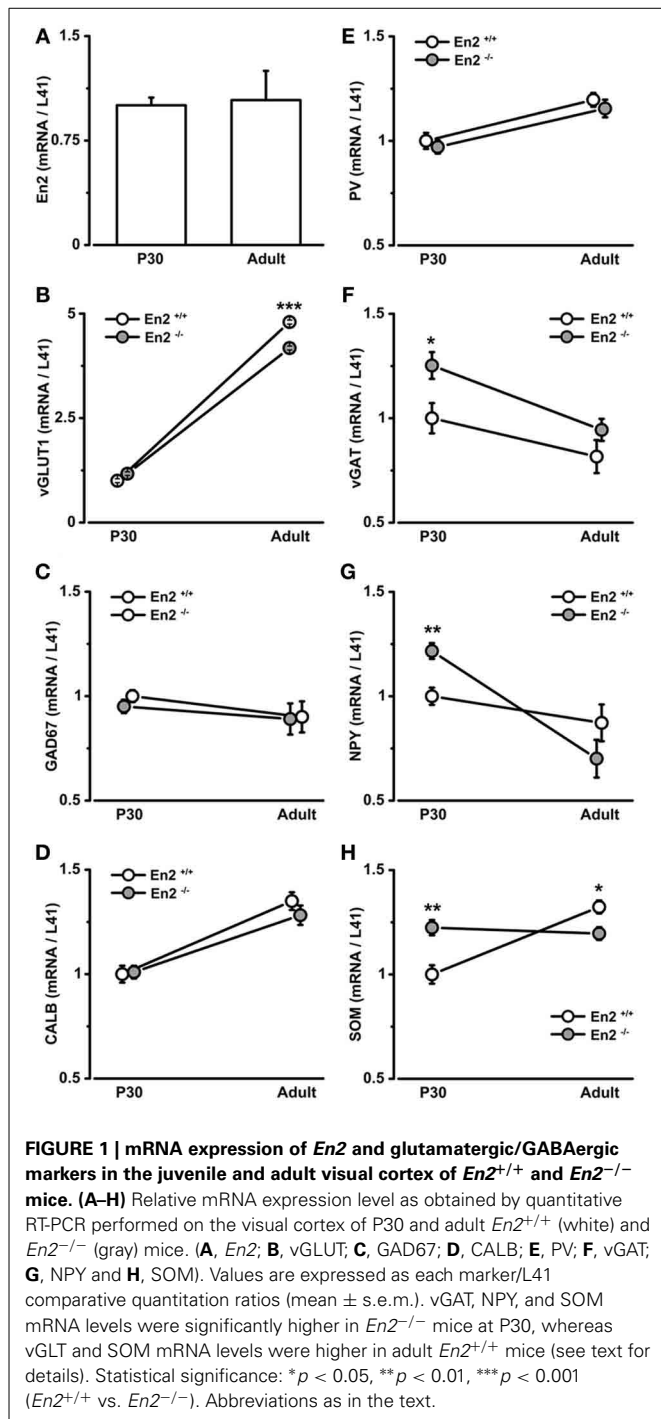 A
1.5
0.75
0
En2 (mRNA / L41)
P30 Adult
E
1.5
1
0.5
PV (mRNA / L41)
En2 +/+
En2 -/-
P30 Adult
B
5
2.5
0
vGLUT1 (mRNA / L41)
En2 +/+
En2 -/-
***
P30 Adult
F
1.5
1
0.5
vGAT (mRNA / L41)
En2 +/+
En2 -/-
*
P30 Adult
C
1.5
1
0.5
GAD67 (mRNA / L41)
En2 +/+
En2 -/-
P30 Adult
G
1.5
1
0.5
NPY (mRNA / L41)
En2 +/+
En2 -/-
**
P30 Adult
D
1.5
1
0.5
CALB (mRNA / L41)
En2 +/+
En2 -/-
P30 Adult
H
1.5
1
0.5
SOM (mRNA / L41)
**
*
En2 +/+
En2 -/-
P30 Adult
FIGURE 1 | mRNA expression of En2 and glutamatergic/GABAergic
markers in the juvenile and adult visual cortex of En2+/+ and En2−/−
mice. (A–H) Relative mRNA expression level as obtained by quantitative
RT-PCR performed on the visual cortex of P30 and adult En2+/+ (white) and
En2−/− (gray) mice. (A, En2; B, vGLUT; C, GAD67; D, CALB; E, PV; F, vGAT;
G, NPY and H, SOM). Values are expressed as each marker/L41
comparative quantitation ratios (mean ± s.e.m.). vGAT, NPY, and SOM
mRNA levels were significantly higher in En2−/− mice at P30, whereas
vGLT and SOM mRNA levels were higher in adult En2+/+ mice (see text for
details). Statistical significance: *p < 0.05, **p < 0.01, ***p < 0.001
(En2+/+ vs. En2−/−). Abbreviations as in the text.